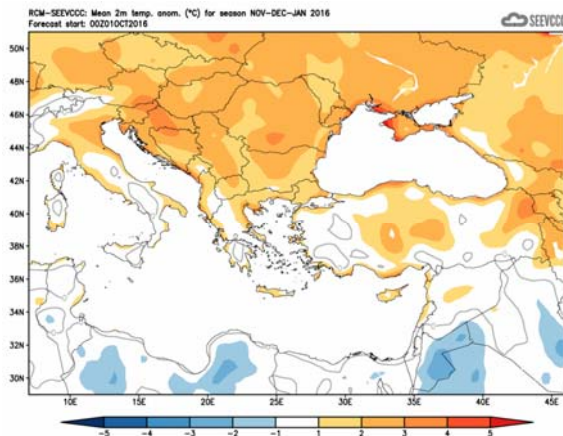 RCM-SEEVCCC: Mean 2m temp. anom. (°C) for season NOV-DEC-JAN 2016
Forecast start: 00Z01OCT2016
SEEVCCC
50N
48N
46N
44N
42N
40N
38N
36N
34N
32N
30N
10E 15E 20E 25E 30E 35E 40E 45E
-5 -4 -3 -2 -1 1 2 3 4 5